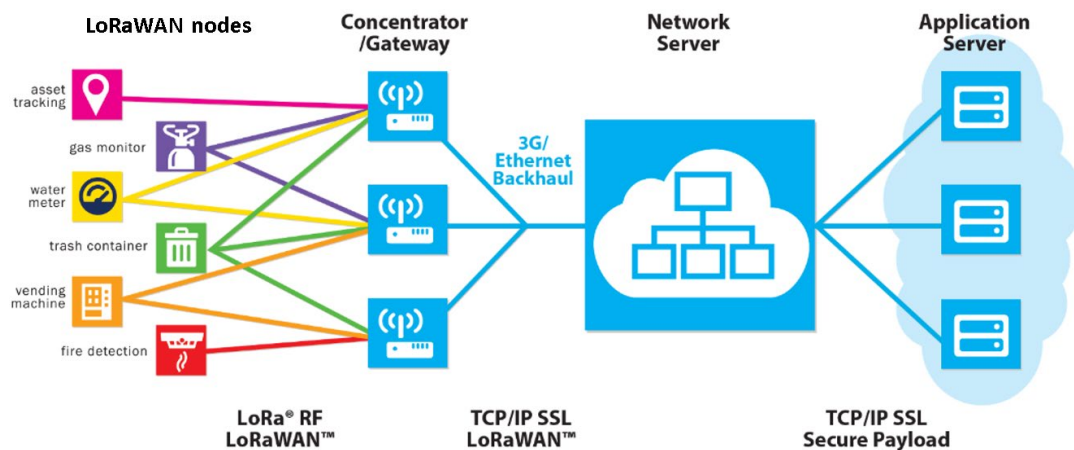 LoRaWAN nodes
Concentrator
/Gateway
Network
Server
Application
Server
asset
tracking
gas monitor
water
meter
trash container
vending
machine
fire detection
3G/
Ethernet
Backhaul
LoRa® RF
LoRaWAN™
TCP/IP SSL
LoRaWAN™
TCP/IP SSL
Secure Payload